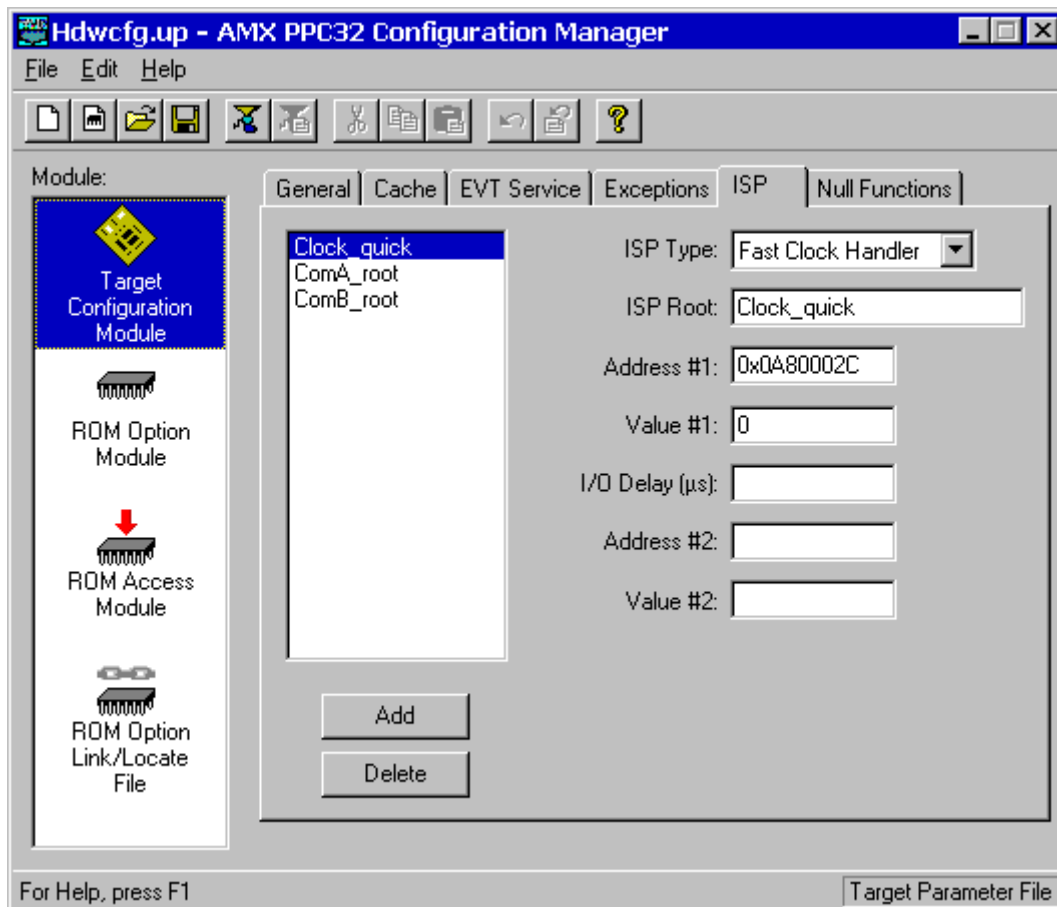 Hdwcfg.up - AMX PPC32 Configuration Manager
File Edit Help
Module:
Target
Configuration
Module
ROM Option
Module
ROM Access
Module
ROM Option
Link/Locate
File
General Cache EVT Service Exceptions ISP Null Functions
Clock_quick
ComA_root
ComB_root
Add
Delete
ISP Type: Fast Clock Handler
ISP Root: Clock_quick
Address #1: 0x0A80002C
Value #1: 0
I/O Delay (µs):
Address #2:
Value #2:
For Help, press F1
Target Parameter File